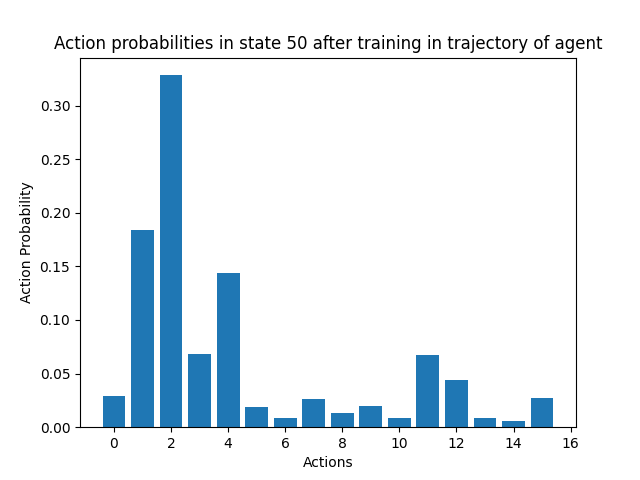 Action probabilities in state 50 after training in trajectory of agent
0.30
0.25
0.20
0.15
0.10
0.05
0.00
Action Probability
0 2 4 6 8 10 12 14 16
Actions